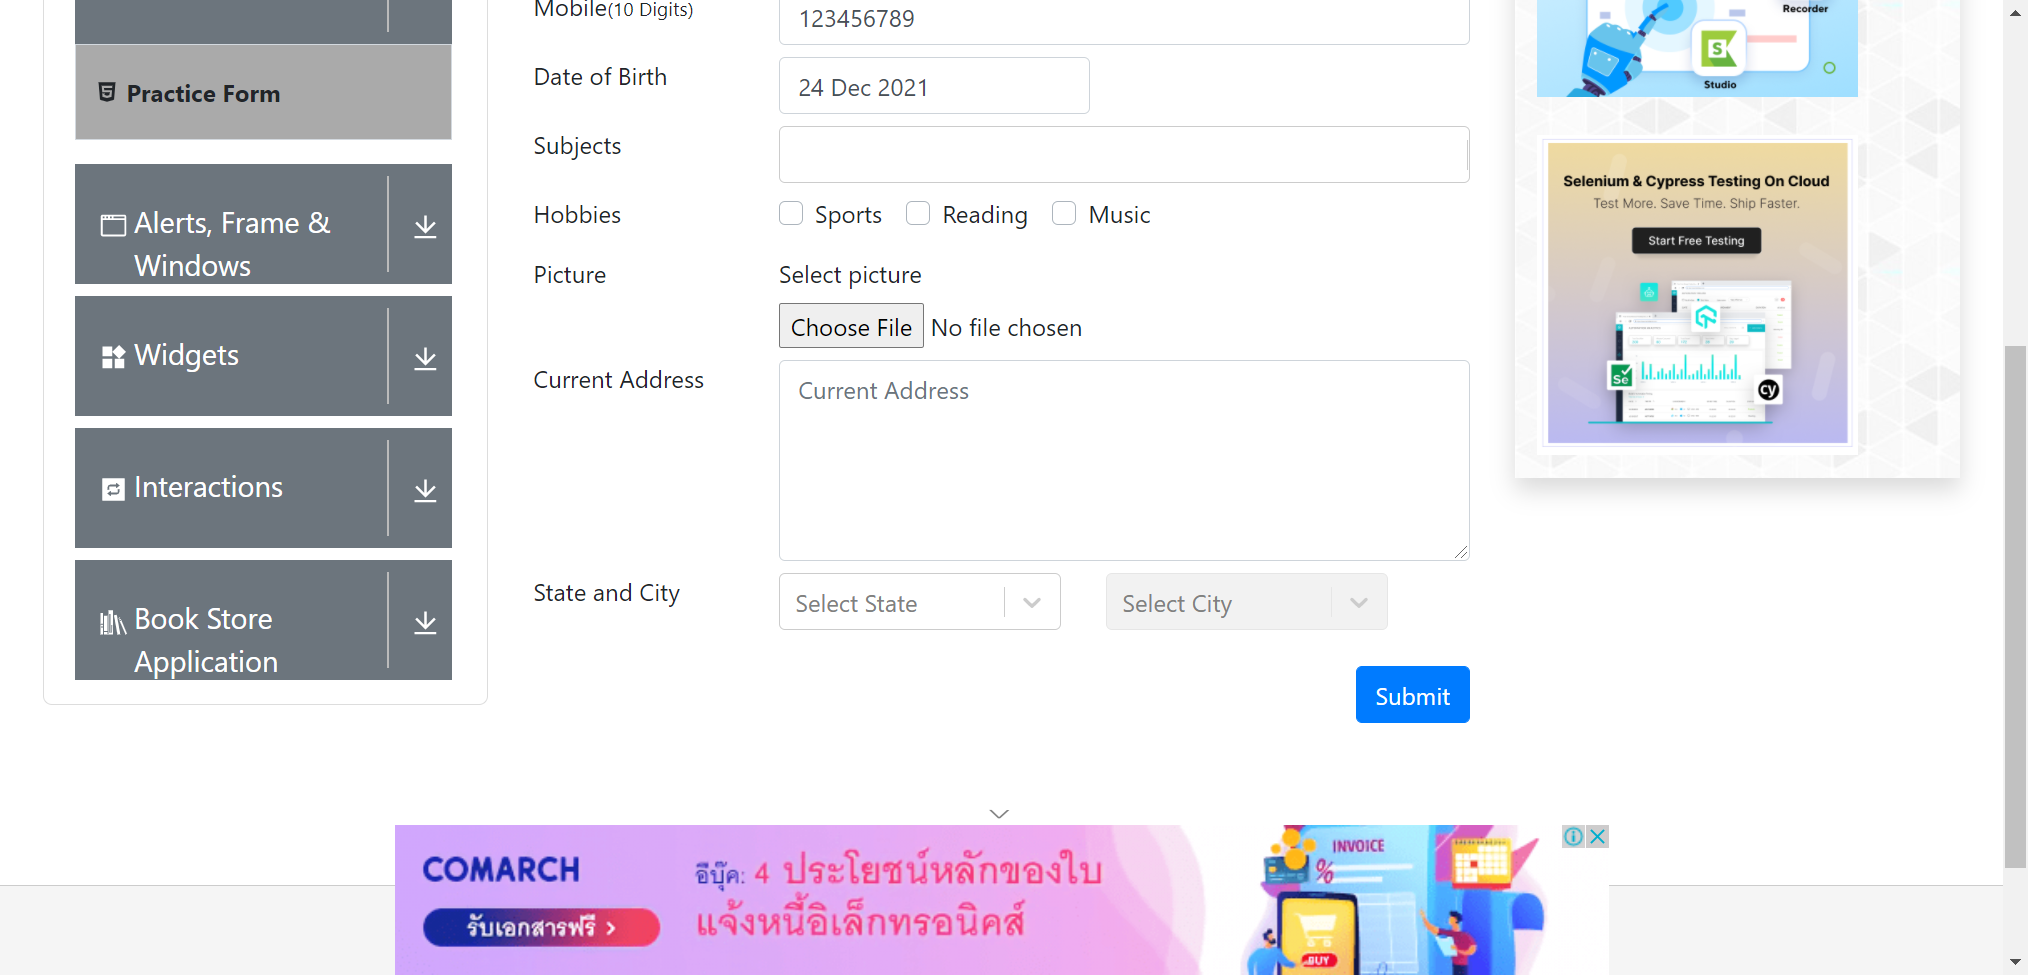 Practice Form
Alerts, Frame &
Windows
Widgets
Interactions
Book Store
Application
Mobile(10 Digits)
123456789
Date of Birth
24 Dec 2021
Subjects
Hobbies
Sports
Reading
Music
Picture
Select picture
Choose File No file chosen
Current Address
Current Address
State and City
Select State
Select City
Submit
Recorder
Studio
Selenium & Cypress Testing On Cloud
Test More. Save Time. Ship Faster.
Start Free Testing
Se
cy
COMARCH
รับเอกสารฟรี >
อีบุ๊ค: 4 ประโยชน์หลักของใบ
แจ้งหนี้อิเล็กทรอนิคส์
INVOICE
%
BUY